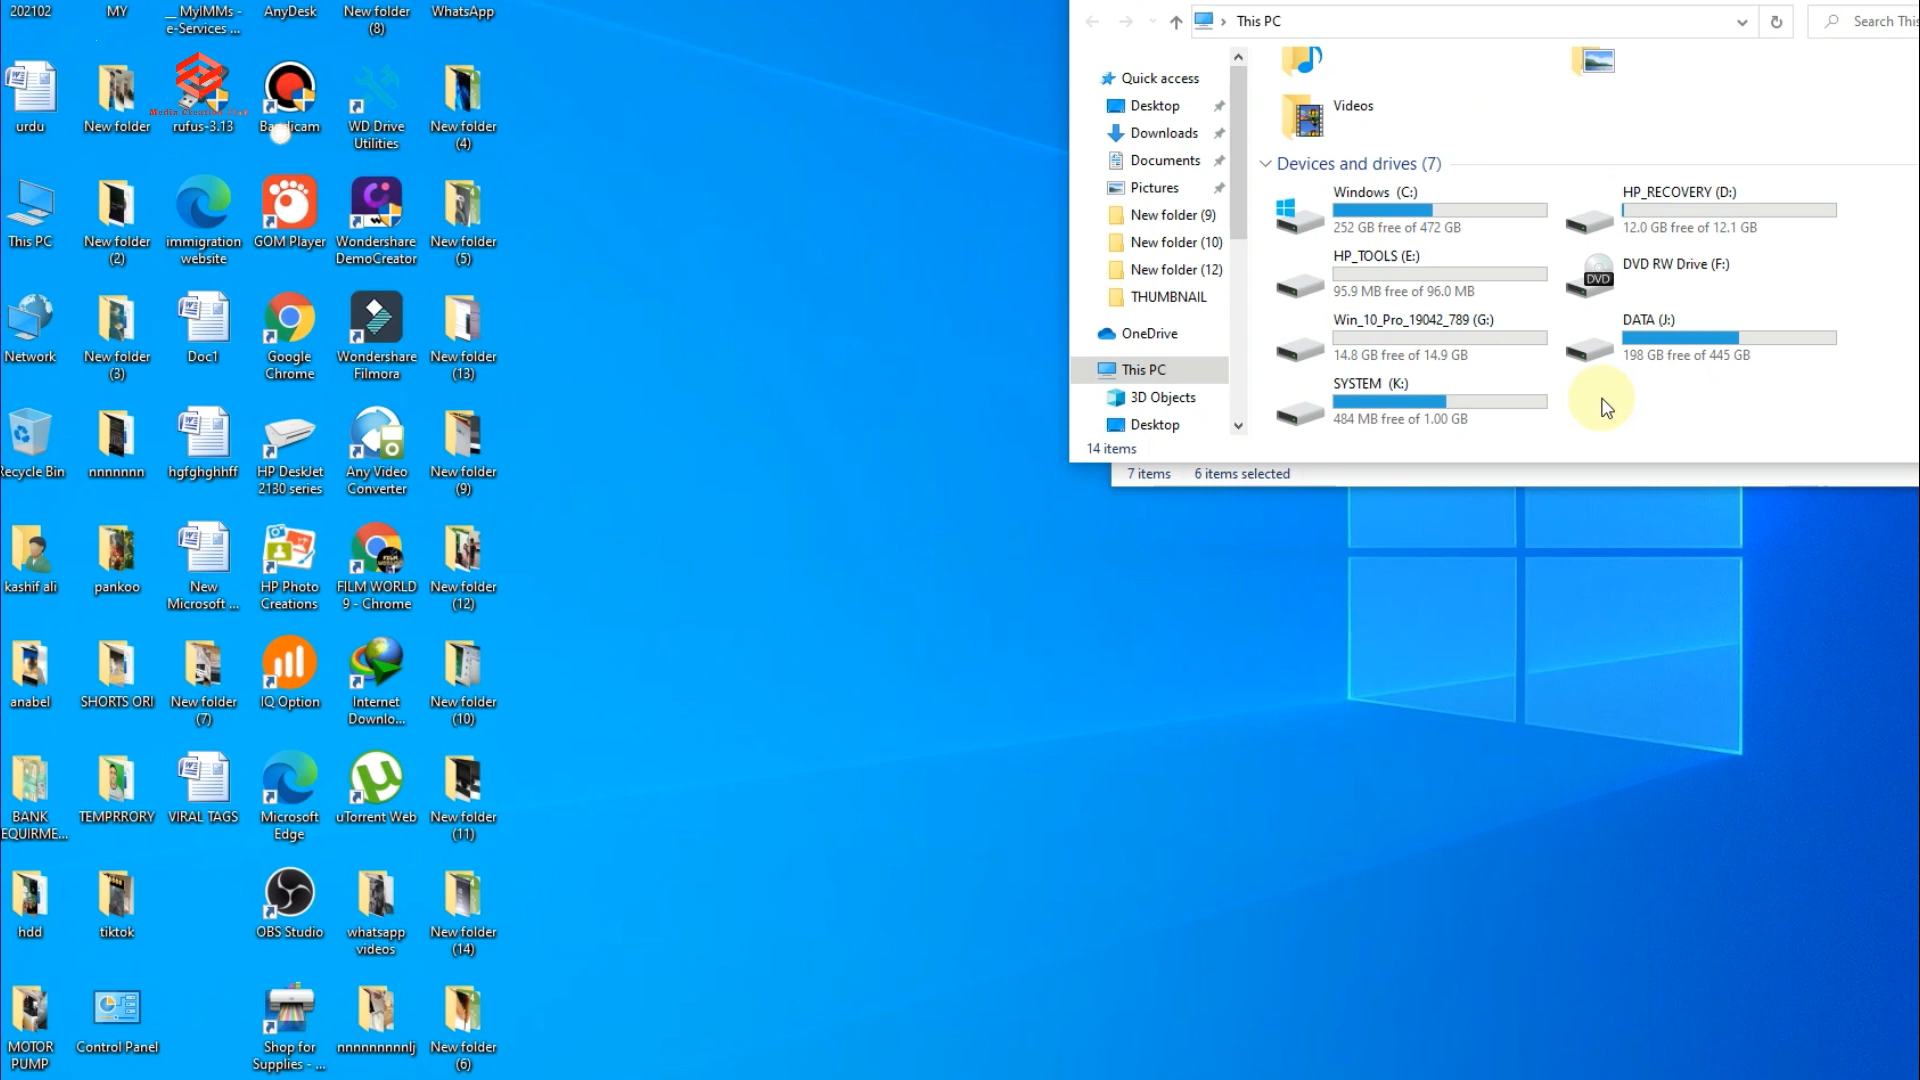 202102
MY
__ MyIMMs -
e-Services ...
AnyDesk
New folder
(8)
WhatsApp
urdu
New folder
Media Creation Flat
rufus-3.13
Bandicam
WD Drive
Utilities
New folder
(4)
This PC
New folder
(2)
immigration
website
GOM Player
Wondershare
DemoCreator
New folder
(5)
Network
New folder
(3)
Doc1
Google
Chrome
Wondershare
Filmora
New folder
(13)
Recycle Bin
nnnnnnn
hgfghghhff
HP DeskJet
2130 series
Any Video
Converter
New folder
(9)
kashif ali
pankoo
New
Microsoft ...
HP Photo
Creations
FILM WORLD
9 - Chrome
New folder
(12)
anabel
SHORTS ORI
New folder
(7)
IQ Option
Internet
Downlo...
New folder
(10)
BANK
EQUIRME...
TEMPRRORY
VIRAL TAGS
Microsoft
Edge
uTorrent Web
New folder
(11)
hdd
tiktok
OBS Studio
whatsapp
videos
New folder
(14)
MOTOR
PUMP
Control Panel
Shop for
Supplies - ...
nnnnnnnnnlj
New folder
(6)
This PC
Search This
Quick access
Desktop
Downloads
Documents
Pictures
New folder (9)
New folder (10)
New folder (12)
THUMBNAIL
OneDrive
This PC
3D Objects
Desktop
Videos
Devices and drives (7)
Windows (C:)
252 GB free of 472 GB
HP_RECOVERY (D:)
12.0 GB free of 12.1 GB
HP_TOOLS (E:)
95.9 MB free of 96.0 MB
DVD
DVD RW Drive (F:)
Win_10_Pro_19042_789 (G:)
14.8 GB free of 14.9 GB
DATA (J:)
198 GB free of 445 GB
SYSTEM (K:)
484 MB free of 1.00 GB
14 items
7 items
6 items selected